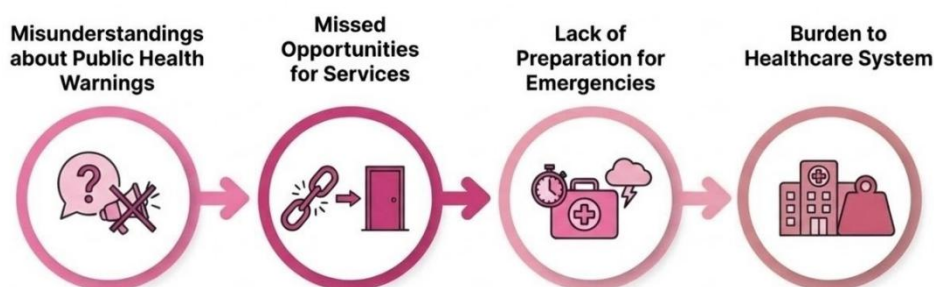 Misunderstandings
about Public Health
Warnings
Missed
Opportunities
for Services
Lack of
Preparation for
Emergencies
Burden to
Healthcare System
?